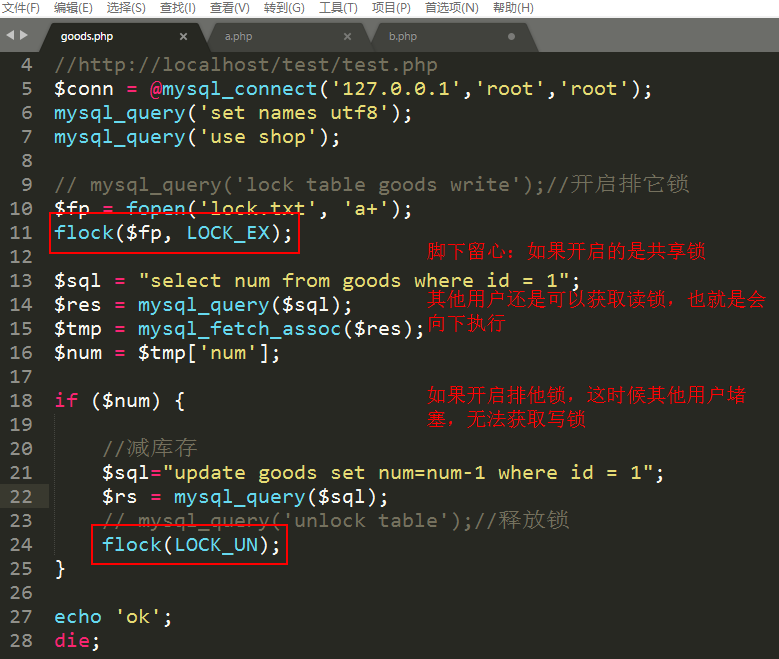 文件(F) 编辑(E) 选择(S) 查找(I) 查看(V) 转到(G) 工具(T) 项目(P) 首选项(N) 帮助(H)
goods.php × a.php × b.php
4 //http://localhost/test/test.php
5 $conn = @mysql_connect('127.0.0.1','root','root');
6 mysql_query('set names utf8');
7 mysql_query('use shop');
8
9 // mysql_query('lock table goods write');//开启排它锁
10 $fp = fopen('lock.txt', 'a+');
11 flock($fp, LOCK_EX);
12
脚下留心：如果开启的是共享锁
13 $sql = "select num from goods where id = 1";
其他用户还是可以获取读锁，也就是会
14 $res = mysql_query($sql);
向下执行
15 $tmp = mysql_fetch_assoc($res);
16 $num = $tmp['num'];
17
如果开启排他锁，这时候其他用户堵
18 if ($num) {
塞，无法获取写锁
19
20 //减库存
21 $sql="update goods set num=num-1 where id = 1";
22 $rs = mysql_query($sql);
23 // mysql_query('unlock table');//释放锁
24 flock(LOCK_UN);
25 }
26
27 echo 'ok';
28 die;